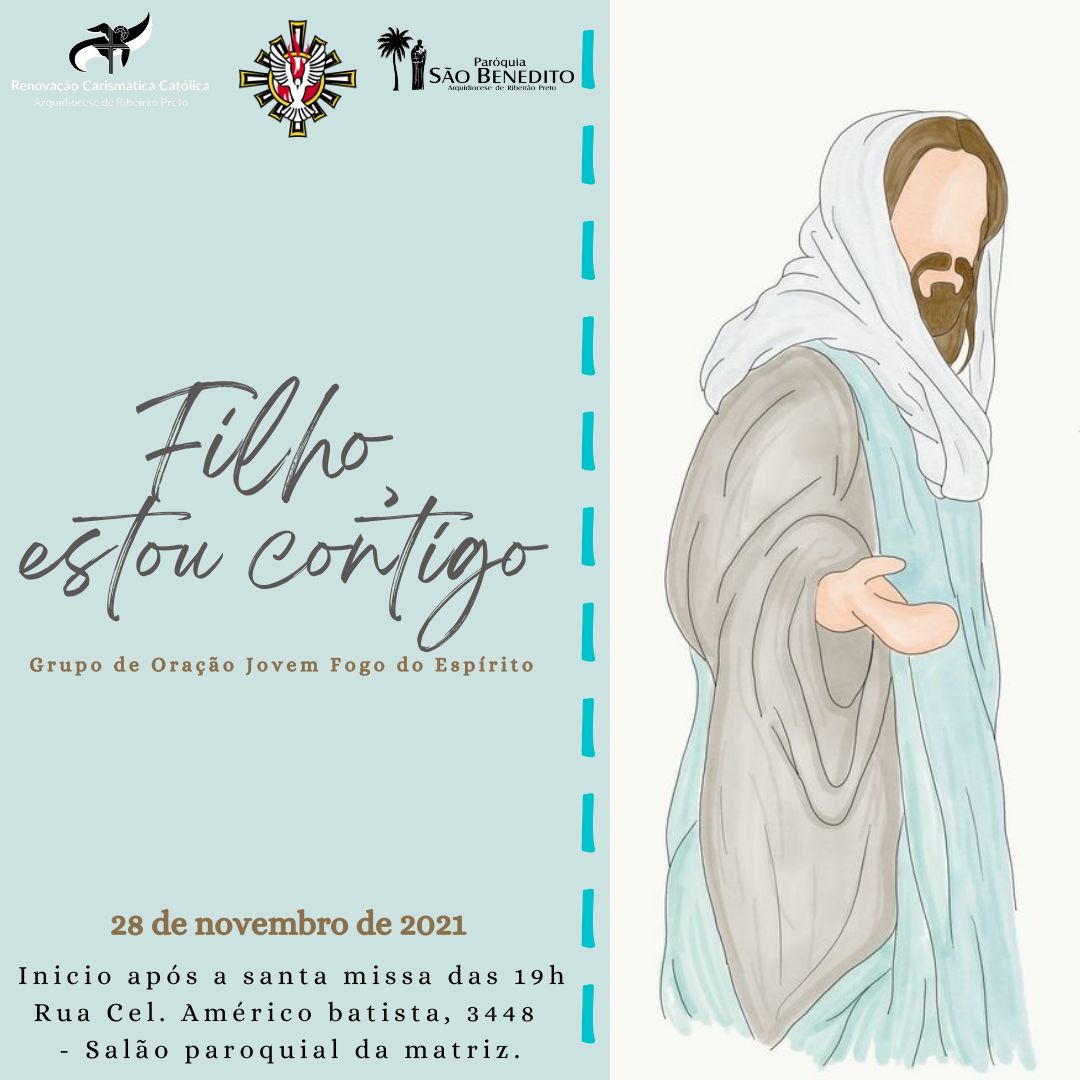 Renovação Carismática Católica
Arquidiocese de Ribeirão Preto
Paróquia
SÃO BENEDITO
Arquidiocese de Ribeirão Preto
Filho,
estou contigo
Grupo de Oração Jovem Fogo do Espírito
28 de novembro de 2021
Inicio após a santa missa das 19h
Rua Cel. Américo batista, 3448
- Salão paroquial da matriz.